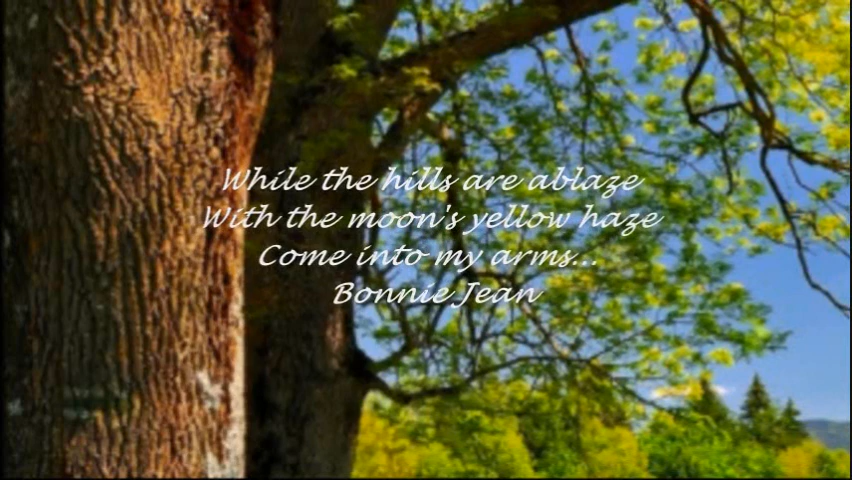 While the hills are ablaze
With the moon's yellow haze
Come into my arms...
Bonnie Jean